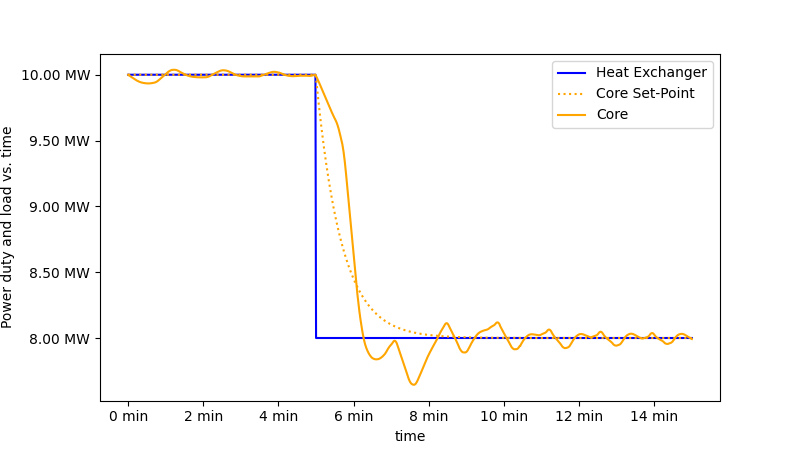 Heat Exchanger
Core Set-Point
Core
Power duty and load vs. time
10.00 MW
9.50 MW
9.00 MW
8.50 MW
8.00 MW
0 min 2 min 4 min 6 min 8 min 10 min 12 min 14 min
time